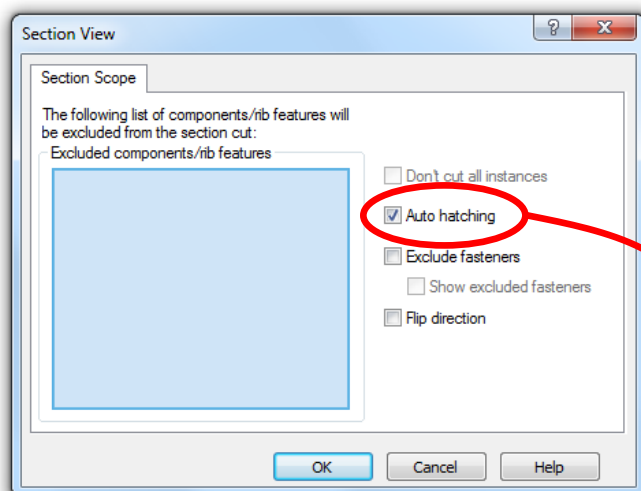 Section View
?
X
Section Scope
The following list of components/rib features will
be excluded from the section cut:
Excluded components/rib features
Don't cut all instances
Auto hatching
Exclude fasteners
Show excluded fasteners
Flip direction
OK
Cancel
Help